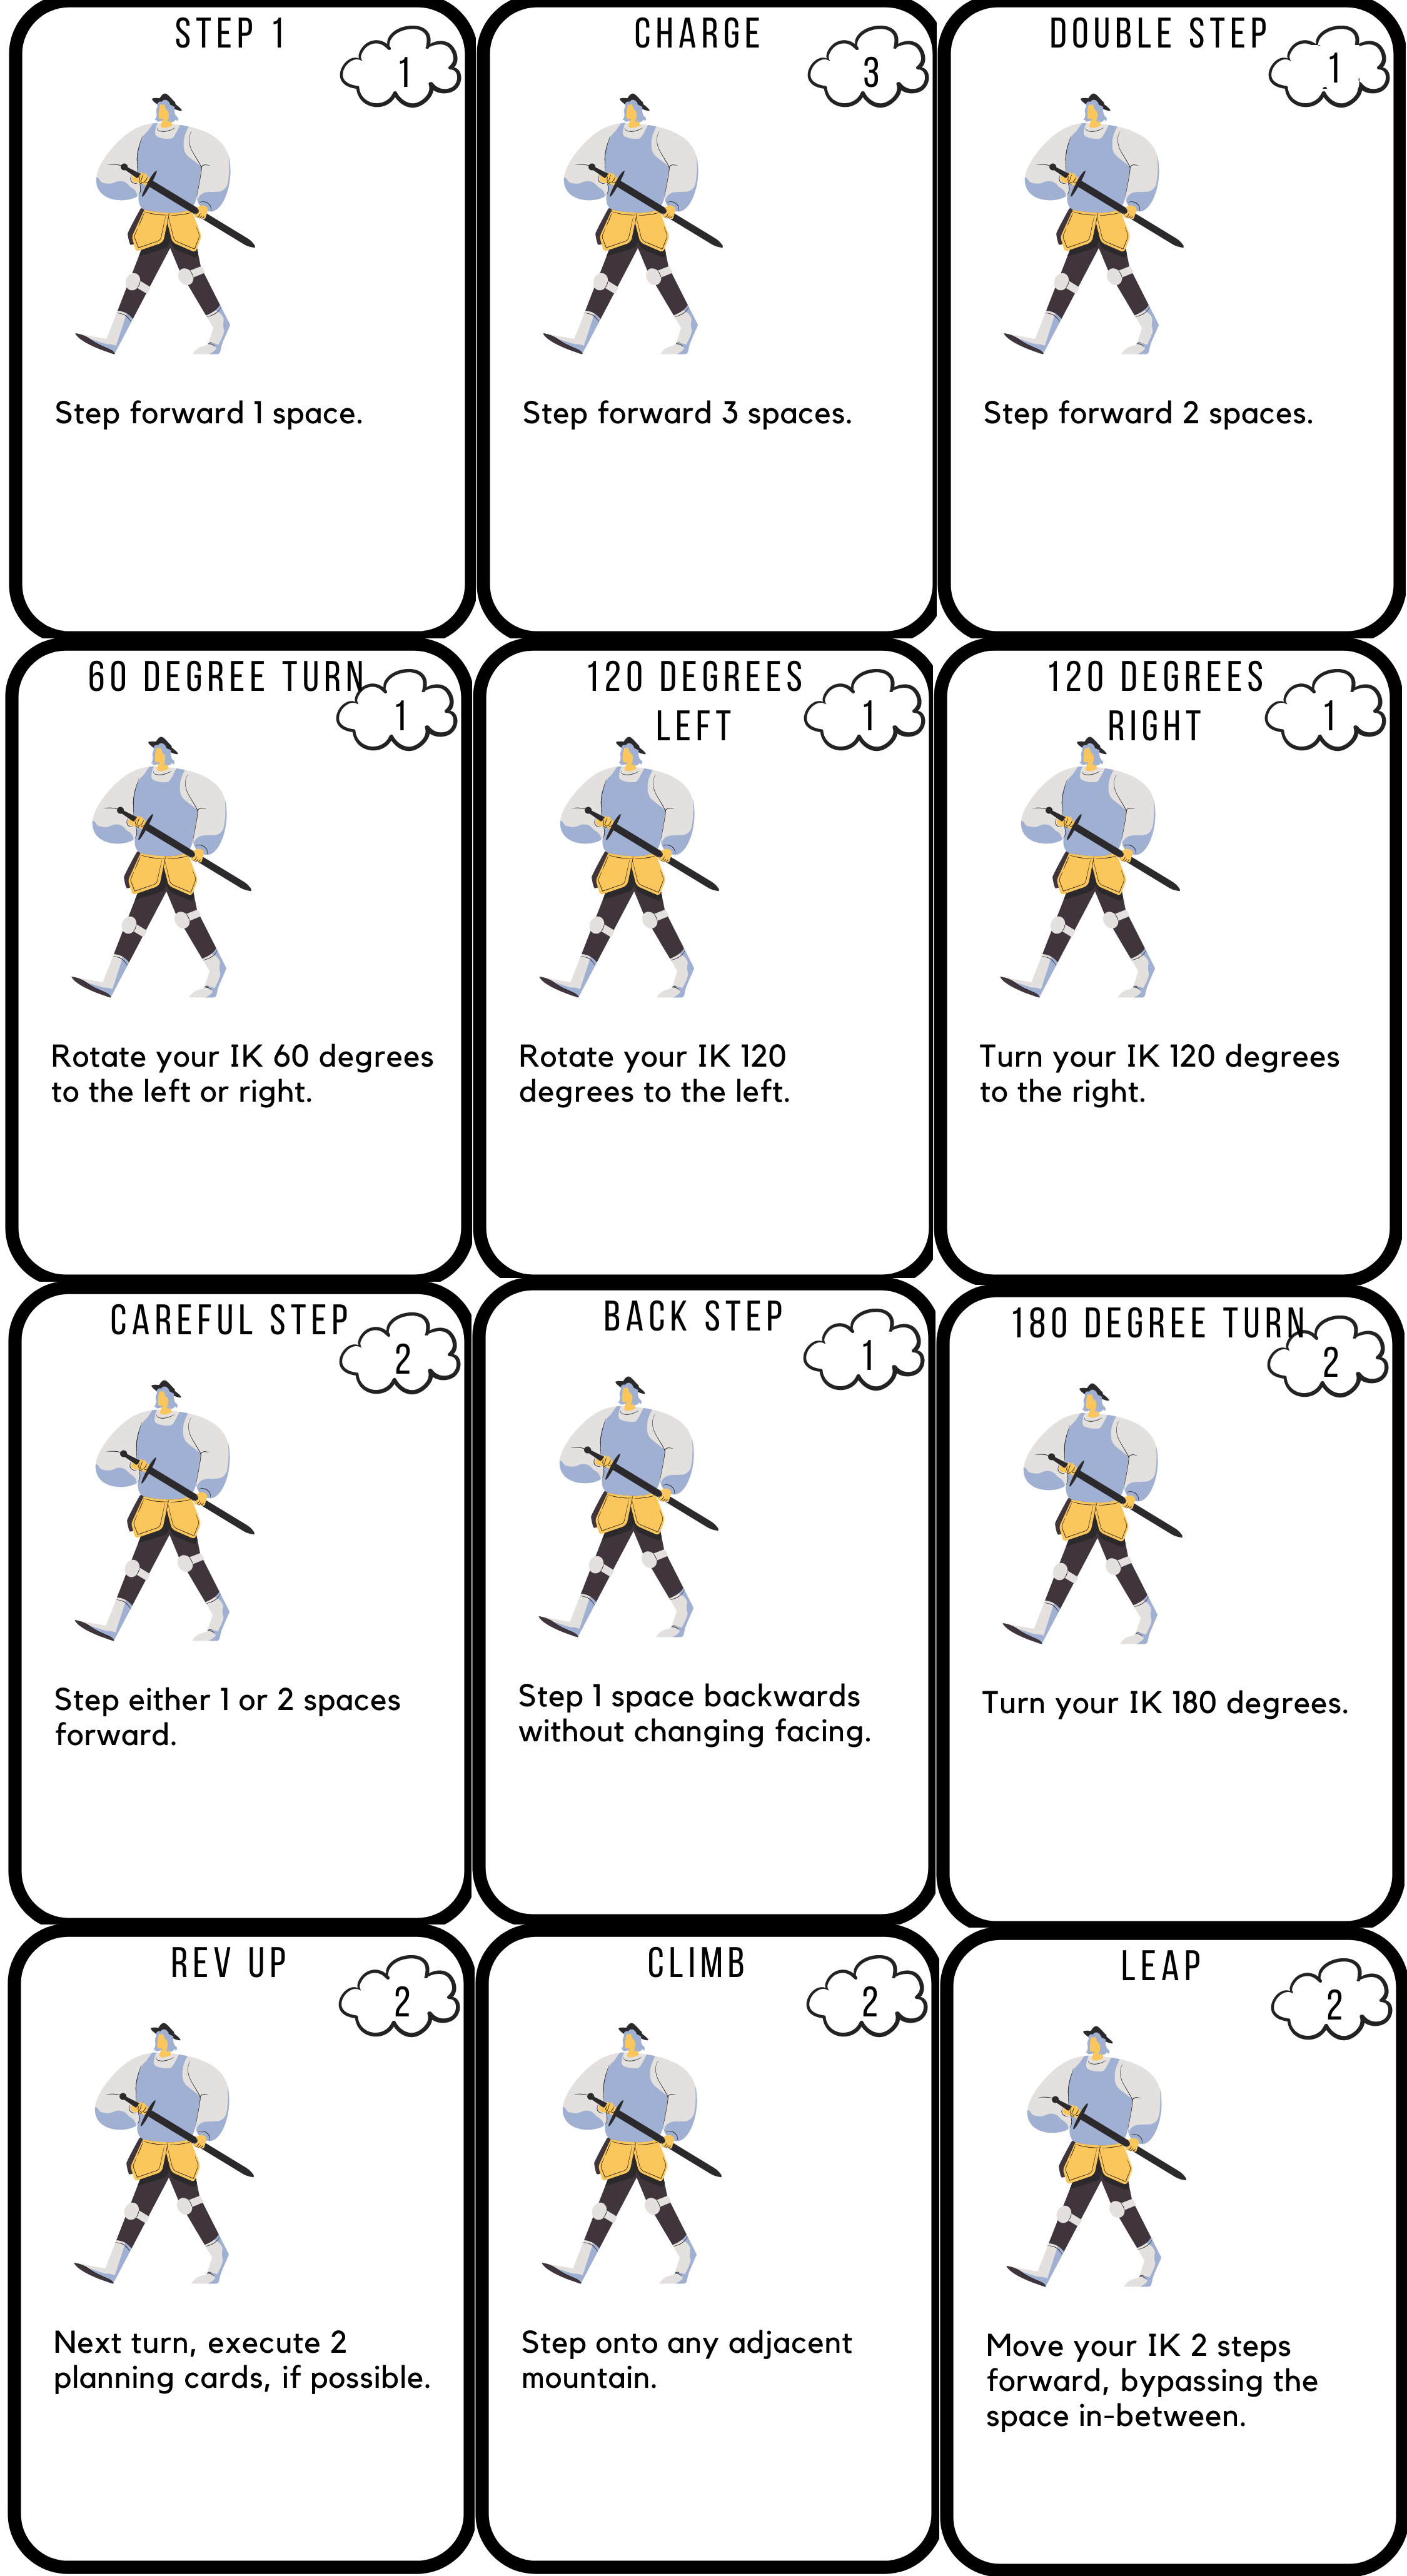 STEP 1
1
Step forward 1 space.
CHARGE
3
Step forward 3 spaces.
DOUBLE STEP
1
Step forward 2 spaces.
60 DEGREE TURN
1
Rotate your IK 60 degrees
to the left or right.
120 DEGREES
LEFT
1
Rotate your IK 120
degrees to the left.
120 DEGREES
RIGHT
1
Turn your IK 120 degrees
to the right.
CAREFUL STEP
2
Step either 1 or 2 spaces
forward.
BACK STEP
1
Step 1 space backwards
without changing facing.
180 DEGREE TURN
2
Turn your IK 180 degrees.
REV UP
2
Next turn, execute 2
planning cards, if possible.
CLIMB
2
Step onto any adjacent
mountain.
LEAP
2
Move your IK 2 steps
forward, bypassing the
space in-between.